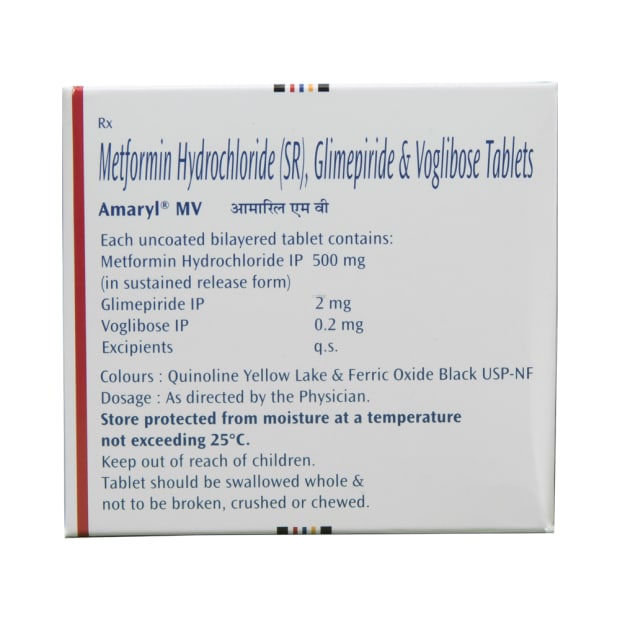 Rx
Metformin Hydrochloride (SR), Glimepiride & Voglibose Tablets
Amaryl® MV आमारिल एम वी
Each uncoated bilayered tablet contains:
Metformin Hydrochloride IP 500 mg
(in sustained release form)
Glimepiride IP 2 mg
Voglibose IP 0.2 mg
Excipients q.s.
Colours : Quinoline Yellow Lake & Ferric Oxide Black USP-NF
Dosage : As directed by the Physician.
Store protected from moisture at a temperature
not exceeding 25°C.
Keep out of reach of children.
Tablet should be swallowed whole &
not to be broken, crushed or chewed.